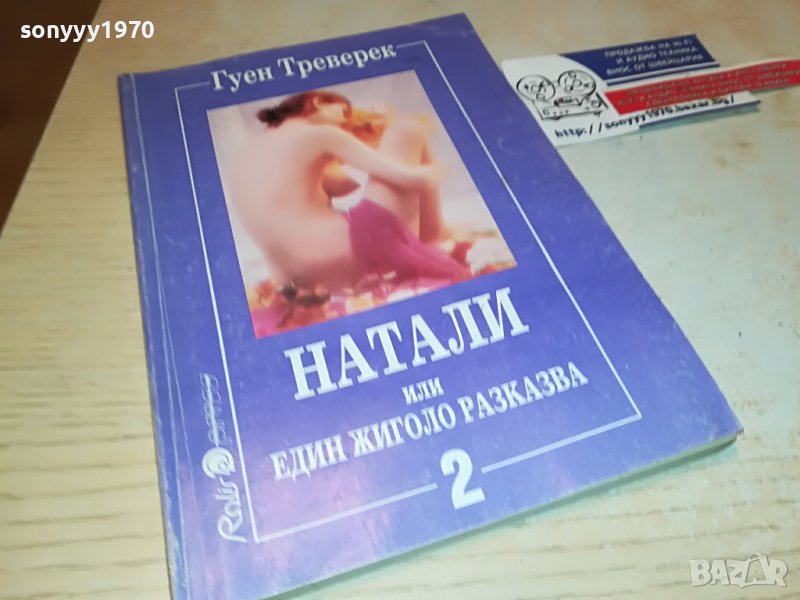 sonyyy1970
Гуен Треверек
НАТАЛИ
или
ЕДИН ЖИГОЛО РАЗКАЗВА
2
ПРОДАЖБА НА HI-FI
И АУДИО ТЕХНИКА
ВНОС ОТ ШВЕЙЦАРИЯ
http://sonyyy1970.bazar.bg/
BAZAR